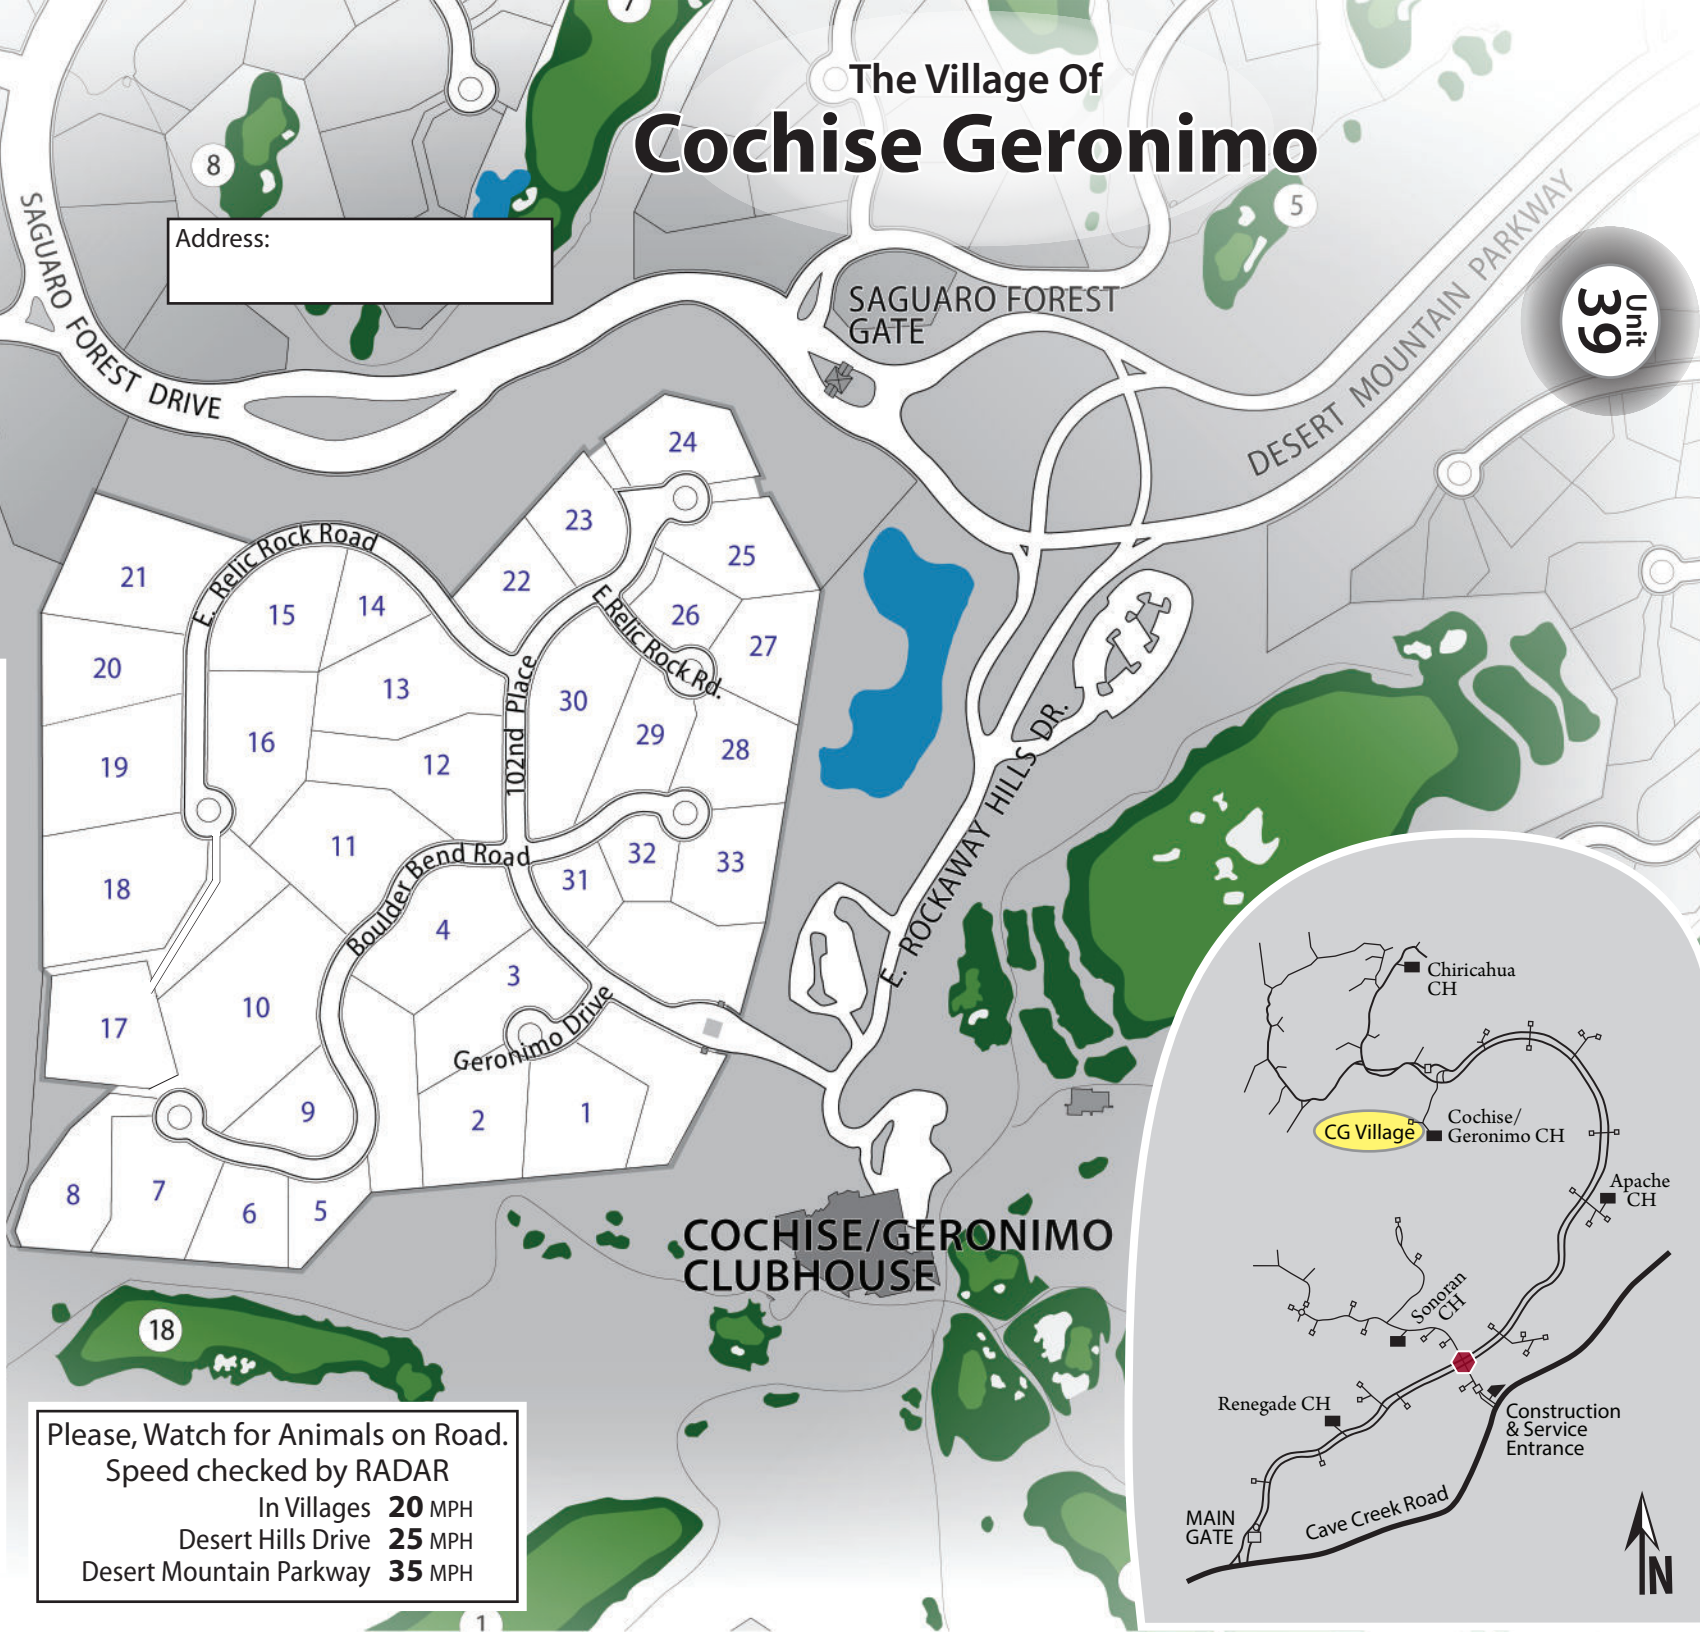 7
The Village Of
Cochise Geronimo
8
5
SAGUARO FOREST DRIVE
Address:
SAGUARO FOREST
GATE
DESERT MOUNTAIN PARKWAY
Unit
39
24
23
25
22
21
E. Relic Rock Road
15
14
26
E Relic Rock Rd.
27
20
13
102nd Place
30
29
28
16
12
19
11
Boulder Bend Road
32
33
31
18
4
3
E. ROCKAWAY HILLS DR.
10
17
Geronimo Drive
9
2
1
8
7
6
5
COCHISE/GERONIMO
CLUBHOUSE
18
Please, Watch for Animals on Road.
Speed checked by RADAR
In Villages 20 MPH
Desert Hills Drive 25 MPH
Desert Mountain Parkway 35 MPH
1
Chiricahua
CH
CG Village
Cochise/
Geronimo CH
Apache
CH
Sonoran
CH
Renegade CH
Construction
& Service
Entrance
MAIN
GATE
Cave Creek Road
N